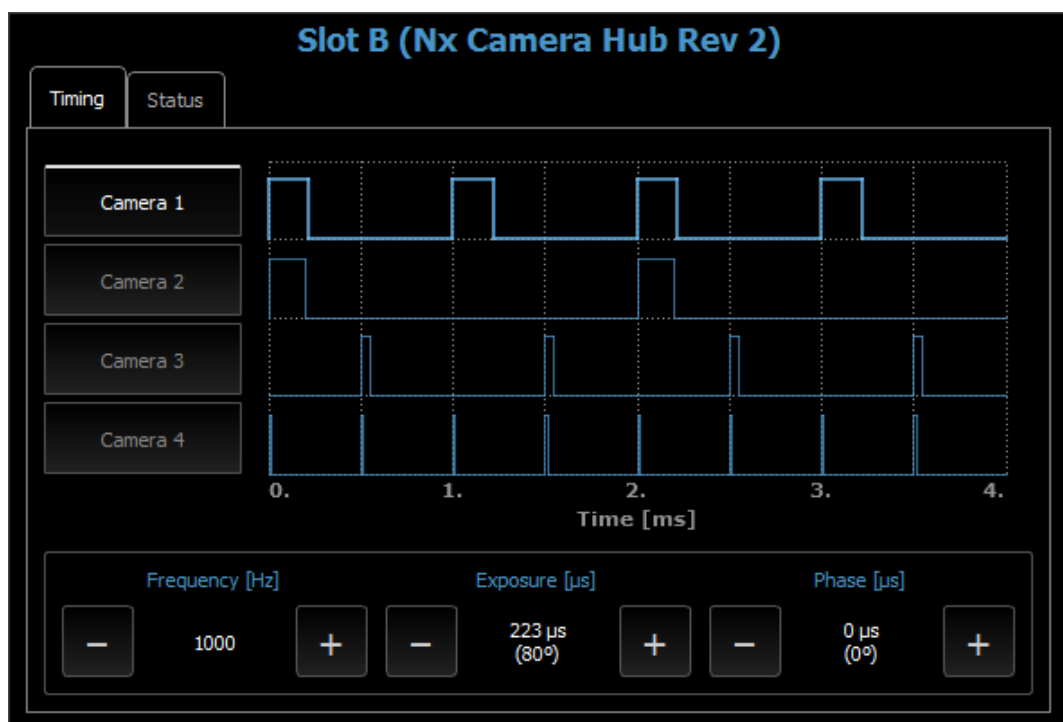 Slot B (Nx Camera Hub Rev 2)
Timing Status
Camera 1
Camera 2
Camera 3
Camera 4
0. 1. 2. 3. 4.
Time [ms]
Frequency [Hz] Exposure [µs] Phase [µs]
− 1000 + − 223 µs + − 0 µs +
(80º) (0º)